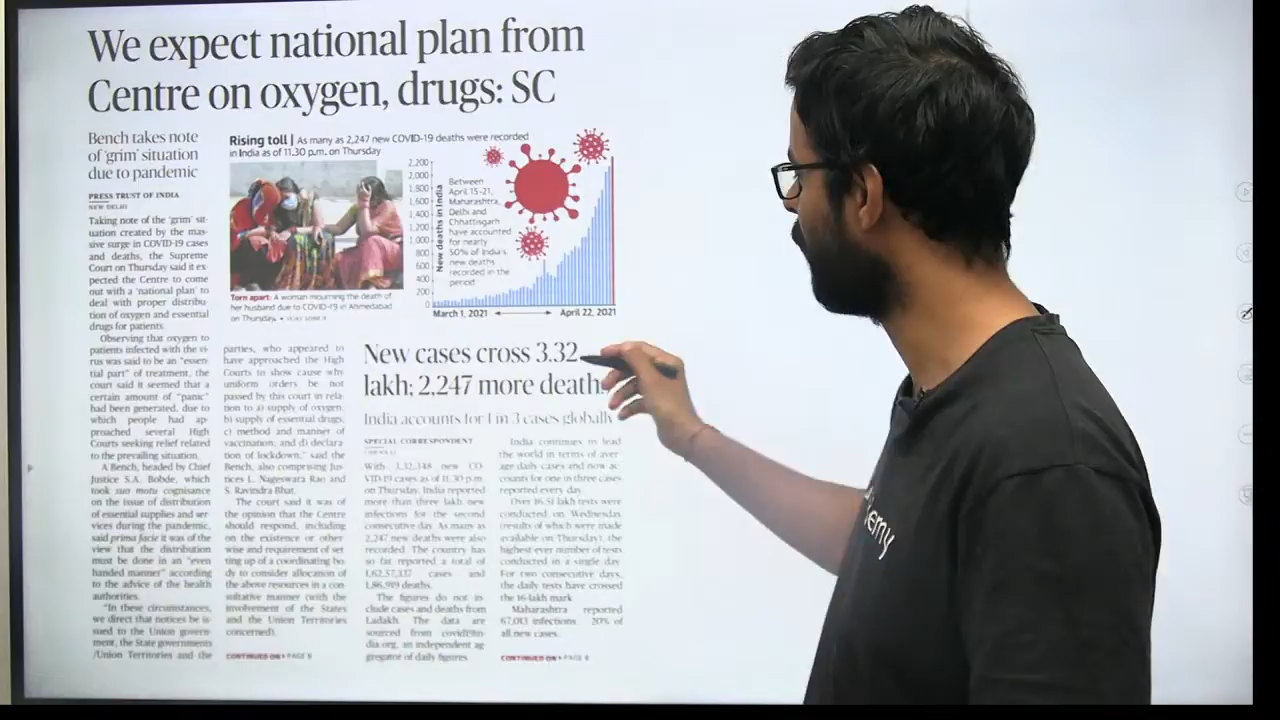 We expect national plan from
Centre on oxygen, drugs: SC
Bench takes note
of 'grim' situation
due to pandemic
PRESS TRUST OF INDIA
NEW DELHI
Taking note of the 'grim' sit-
uation created by the mas-
sive surge in COVID-19 cases
and deaths, the Supreme
Court on Thursday said it ex-
pected the Centre to come
out with a 'national plan' to
deal with proper distribu-
tion of oxygen and essential
drugs for patients.
Observing that oxygen to
patients infected with the vi-
rus was said to be an "essen-
tial part" of treatment, the
court said it seemed that a
certain amount of "panic"
had been generated, due to
which people had ap-
proached several High
Courts seeking relief related
to the prevailing situation.
A Bench, headed by Chief
Justice S.A. Bobde, which
took suo motu cognisance
on the issue of distribution
of essential supplies and ser-
vices during the pandemic,
said prima facie it was of the
view that the distribution
must be done in an "even
handed manner" according
to the advice of the health
authorities.
"In these circumstances,
we direct that notices be is-
sued to the Union govern-
ment, the State governments
/Union Territories and the
parties, who appeared to
have approached the High
Courts to show cause why
uniform orders be not
passed by this court in rela-
tion to a) supply of oxygen,
b) supply of essential drugs;
c) method and manner of
vaccination; and d) declara-
tion of lockdown," said the
Bench, also comprising Jus-
tices L. Nageswara Rao and
S. Ravindra Bhat.
The court said it was of
the opinion that the Centre
should respond, including
on the existence or other-
wise and requirement of set-
ting up of a coordinating bo-
dy to consider allocation of
the above resources in a con-
sultative manner (with the
involvement of the States
and the Union Territories
concerned).
CONTINUED ON ▸ PAGE 8
Rising toll | As many as 2,247 new COVID-19 deaths were recorded
in India as of 11.30 p.m. on Thursday
Torn apart: A woman mourning the death of
her husband due to COVID-19 in Ahmedabad
on Thursday.
New deaths in India
2,200
2,000
1,800
1,600
1,400
1,200
1,000
800
600
400
200
0
Between
April 15-21,
Maharashtra,
Delhi and
Chhattisgarh
have accounted
for nearly
50% of India's
new deaths
recorded in the
period
March 1, 2021
April 22, 2021
New cases cross 3.32
lakh; 2,247 more deaths
India accounts for 1 in 3 cases globally
SPECIAL CORRESPONDENT
CHENNAI
With 3,32,348 new CO-
VID-19 cases as of 11.30 p.m.
on Thursday, India reported
more than three lakh new
infections for the second
consecutive day. As many as
2,247 new deaths were also
recorded. The country has
so far reported a total of
1,62,57,337 cases and
1,86,919 deaths.
The figures do not in-
clude cases and deaths from
Ladakh. The data are
sourced from covid19in-
dia.org, an independent ag-
gregator of daily figures
India continues to lead
the world in terms of aver-
age daily cases and now ac-
counts for one in three cases
reported every day.
Over 16.51 lakh tests were
conducted on Wednesday
(results of which were made
available on Thursday), the
highest ever number of tests
conducted in a single day.
For two consecutive days,
the daily tests have crossed
the 16-lakh mark.
Maharashtra reported
67,013 infections 20% of
all new cases.
CONTINUED ON ▸ PAGE 8